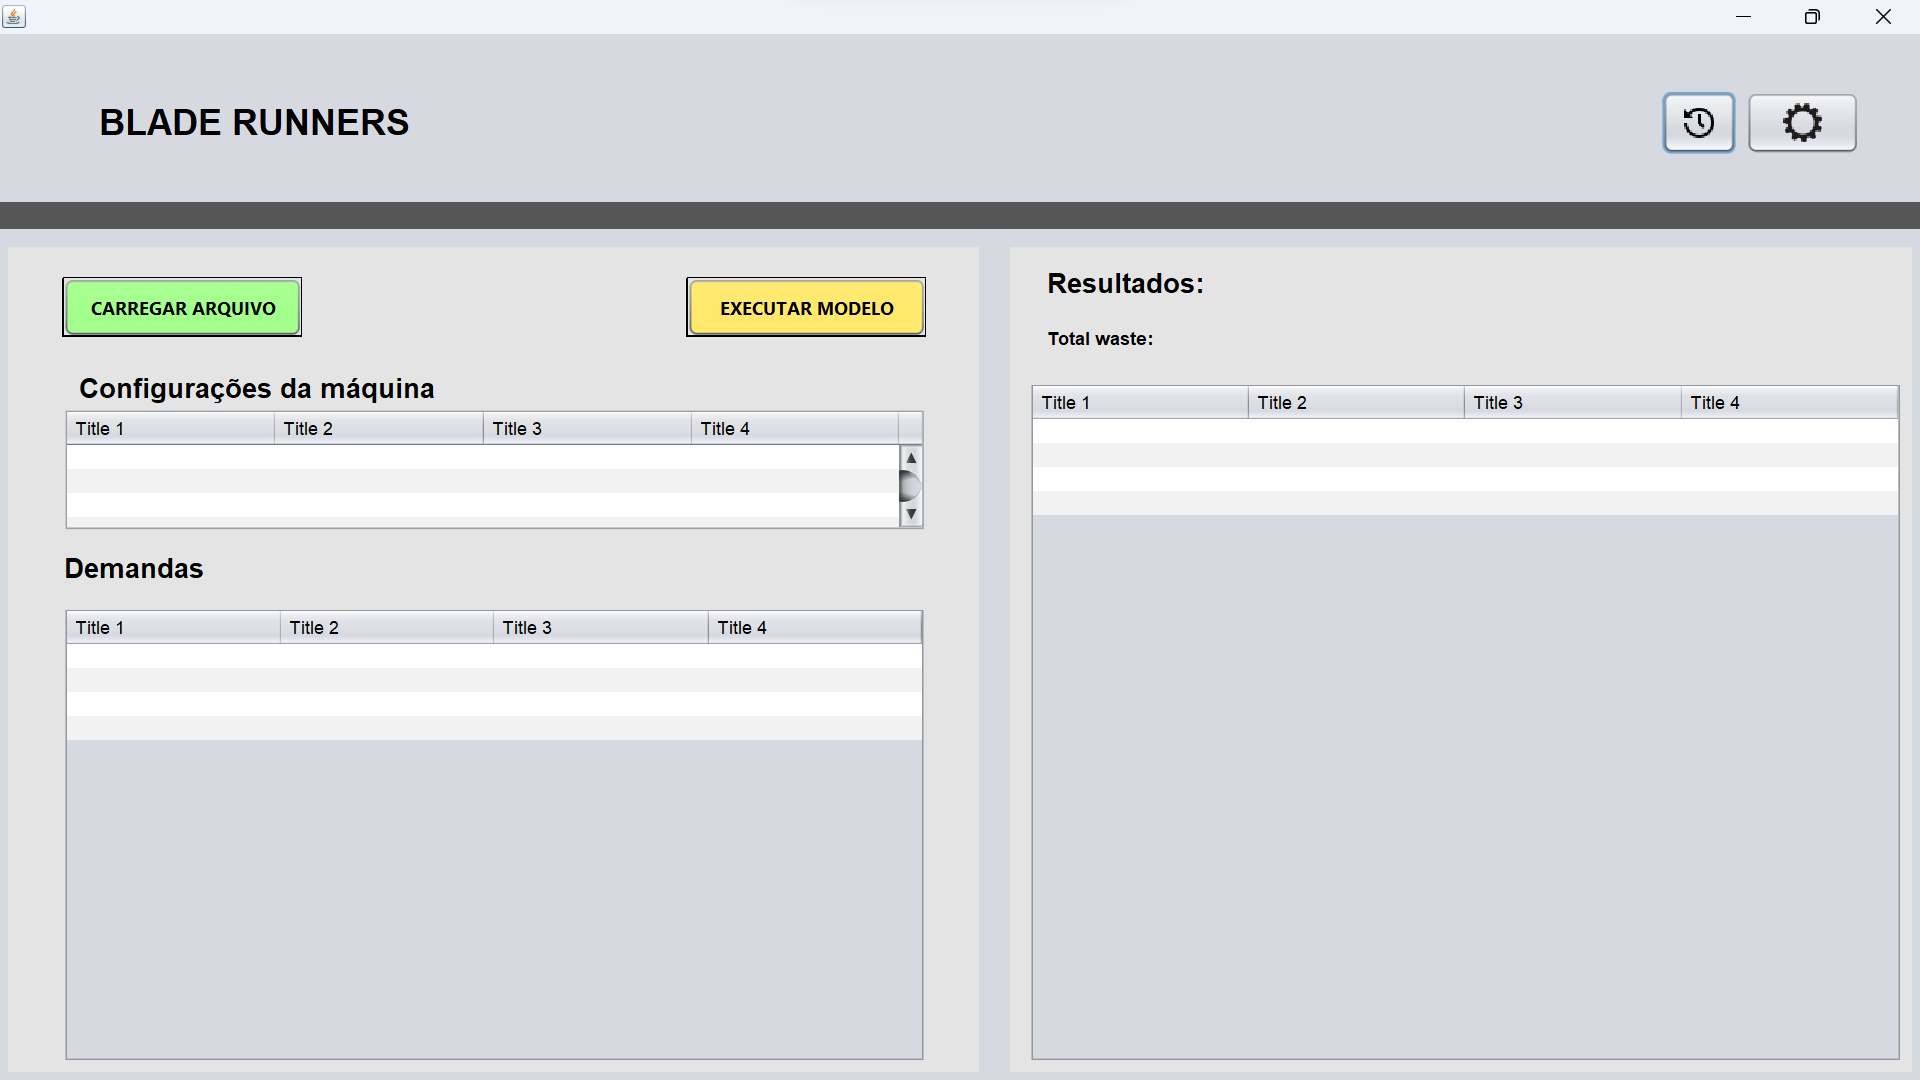 BLADE RUNNERS
CARREGAR ARQUIVO
EXECUTAR MODELO
Configurações da máquina
Title 1 Title 2 Title 3 Title 4
Demandas
Title 1 Title 2 Title 3 Title 4
Resultados:
Total waste:
Title 1 Title 2 Title 3 Title 4